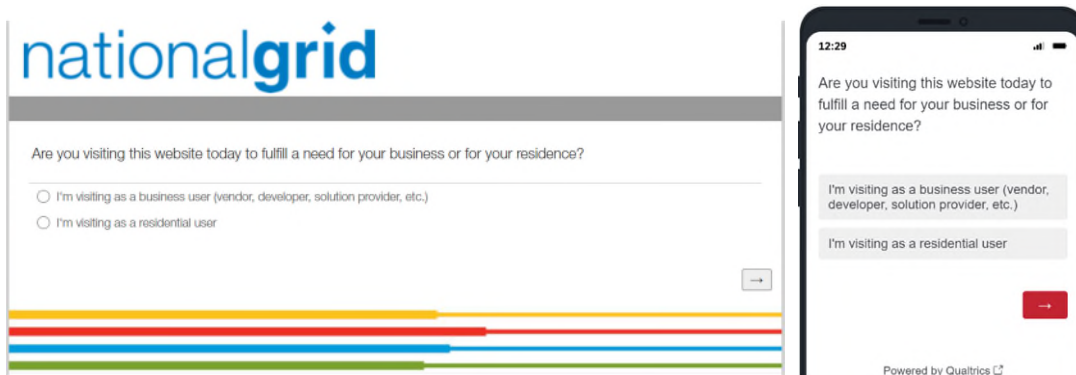 nationalgrid
Are you visiting this website today to fulfill a need for your business or for your residence?
I'm visiting as a business user (vendor, developer, solution provider, etc.)
I'm visiting as a residential user
→
12:29
Are you visiting this website today to
fulfill a need for your business or for
your residence?
I'm visiting as a business user (vendor,
developer, solution provider, etc.)
I'm visiting as a residential user
→
Powered by Qualtrics